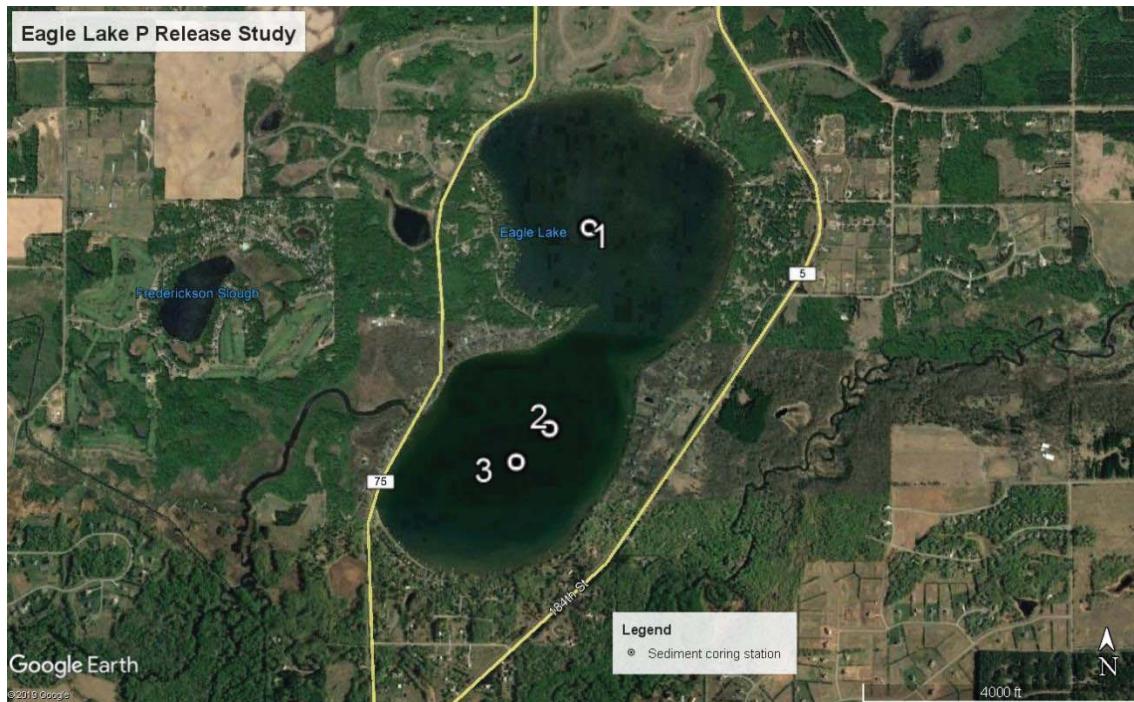 Eagle Lake P Release Study
Eagle Lake
1
5
Frederickson Slough
2
3
75
184th St
Legend
Sediment coring station
Google Earth
©2019 Google
4000 ft
N